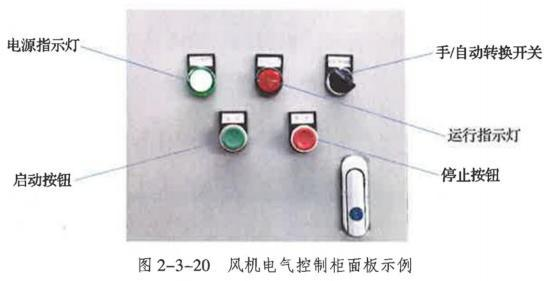 电源指示灯
手/自动转换开关
运行指示灯
启动按钮
停止按钮
图 2-3-20 风机电气控制柜面板示例